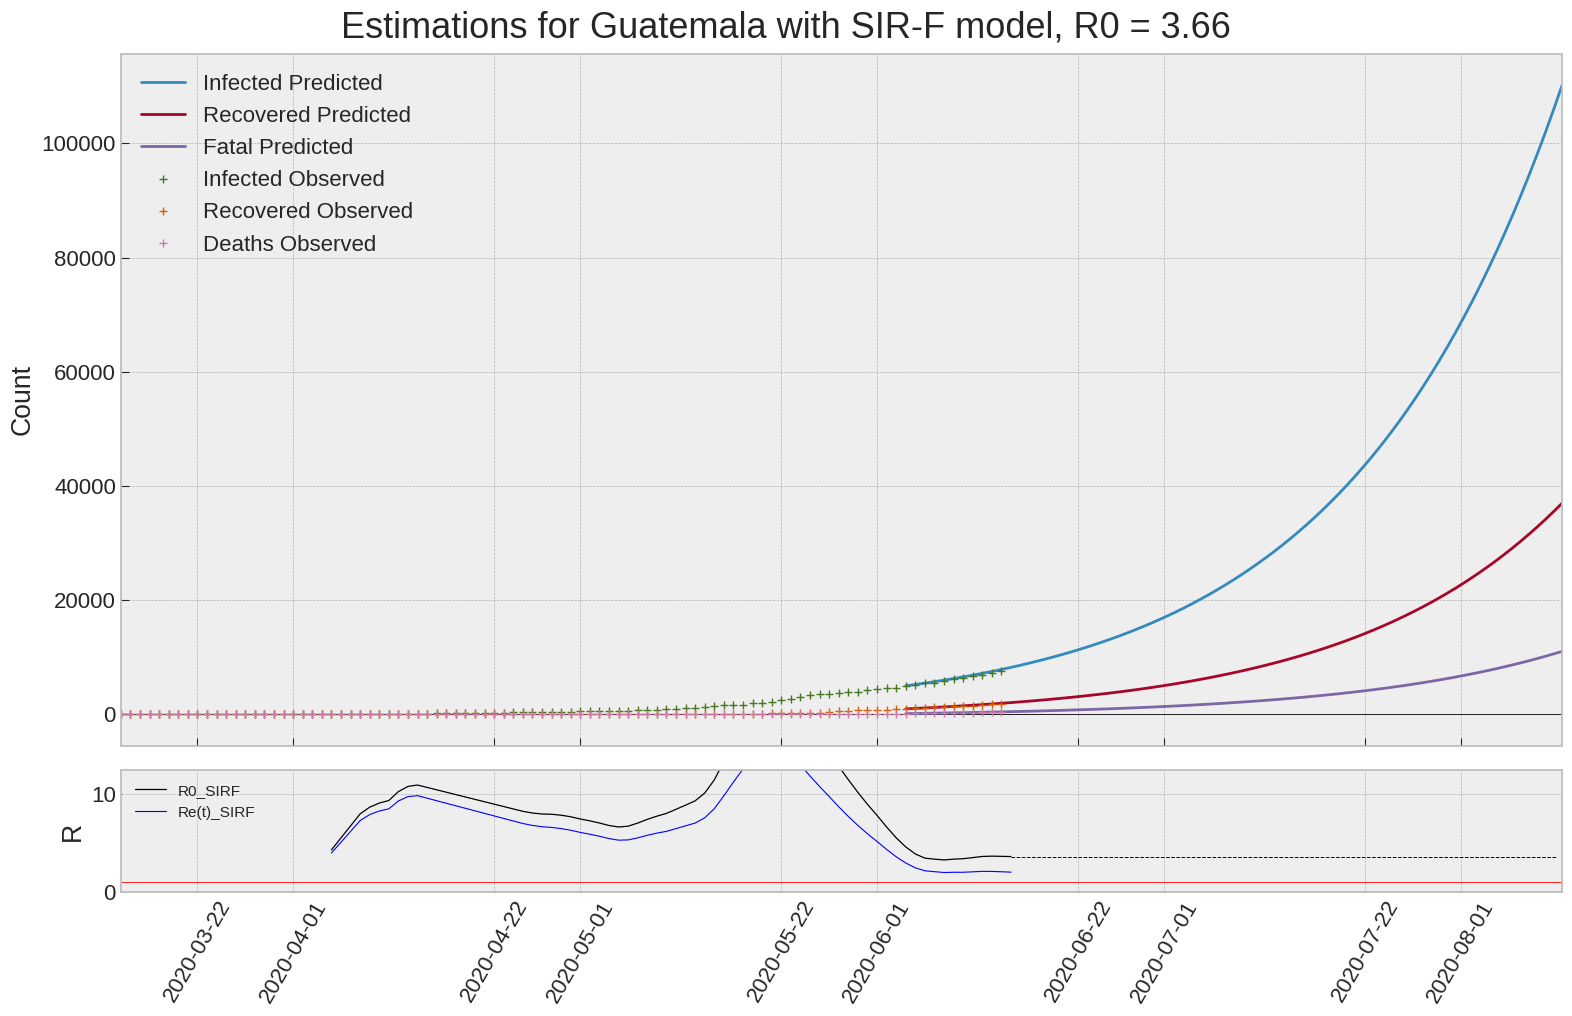 Estimations for Guatemala with SIR-F model, R0 = 3.66
Infected Predicted
Recovered Predicted
Fatal Predicted
Infected Observed
Recovered Observed
Deaths Observed
100000
80000
60000
40000
20000
0
Count
R0_SIRF
Re(t)_SIRF
10
0
R
2020-03-22
2020-04-01
2020-04-22
2020-05-01
2020-05-22
2020-06-01
2020-06-22
2020-07-01
2020-07-22
2020-08-01